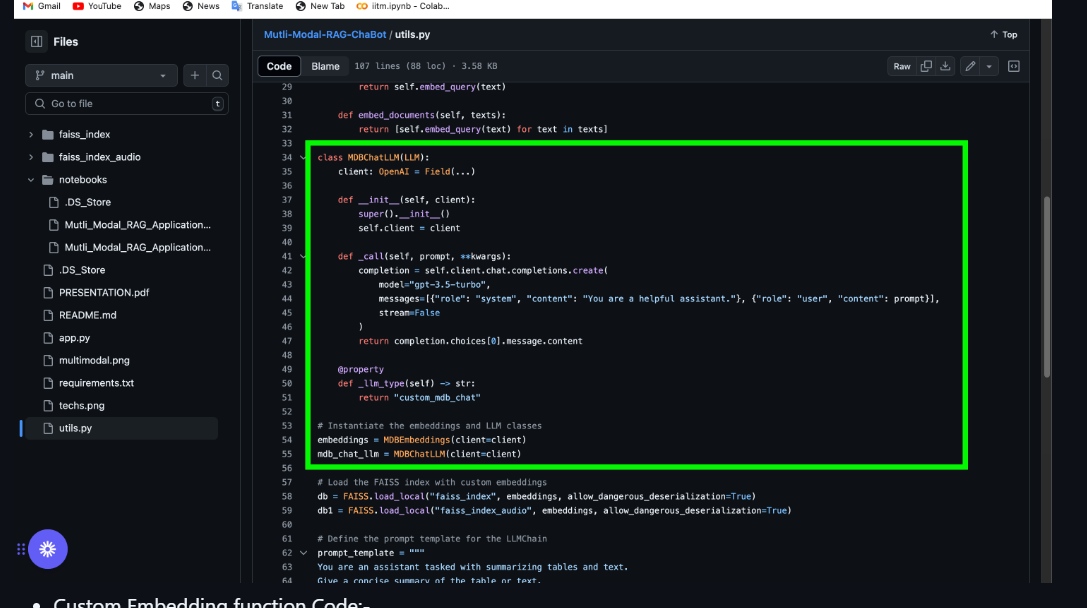 Gmail YouTube Maps News Translate New Tab iitm.ipynb - Colab...
Files
main
Go to file t
faiss_index
faiss_index_audio
notebooks
.DS_Store
Mutli_Modal_RAG_Application...
Mutli_Modal_RAG_Application...
.DS_Store
PRESENTATION.pdf
README.md
app.py
multimodal.png
requirements.txt
techs.png
utils.py
Mutli-Modal-RAG-ChaBot / utils.py
Top
Code Blame 107 lines (88 loc) · 3.58 KB Raw
29 return self.embed_query(text)
30
31 def embed_documents(self, texts):
32 return [self.embed_query(text) for text in texts]
33
34 class MDBChatLLM(LLM):
35 client: OpenAI = Field(...)
36
37 def __init__(self, client):
38 super().__init__()
39 self.client = client
40
41 def _call(self, prompt, **kwargs):
42 completion = self.client.chat.completions.create(
43 model="gpt-3.5-turbo",
44 messages=[{"role": "system", "content": "You are a helpful assistant."}, {"role": "user", "content": prompt}],
45 stream=False
46 )
47 return completion.choices[0].message.content
48
49 @property
50 def _llm_type(self) -> str:
51 return "custom_mdb_chat"
52
53 # Instantiate the embeddings and LLM classes
54 embeddings = MDBEmbeddings(client=client)
55 mdb_chat_llm = MDBChatLLM(client=client)
56
57 # Load the FAISS index with custom embeddings
58 db = FAISS.load_local("faiss_index", embeddings, allow_dangerous_deserialization=True)
59 db1 = FAISS.load_local("faiss_index_audio", embeddings, allow_dangerous_deserialization=True)
60
61 # Define the prompt template for the LLMChain
62 prompt_template = """
63 You are an assistant tasked with summarizing tables and text.
64 Give a concise summary of the table or text.
• Custom Embedding function Code:-